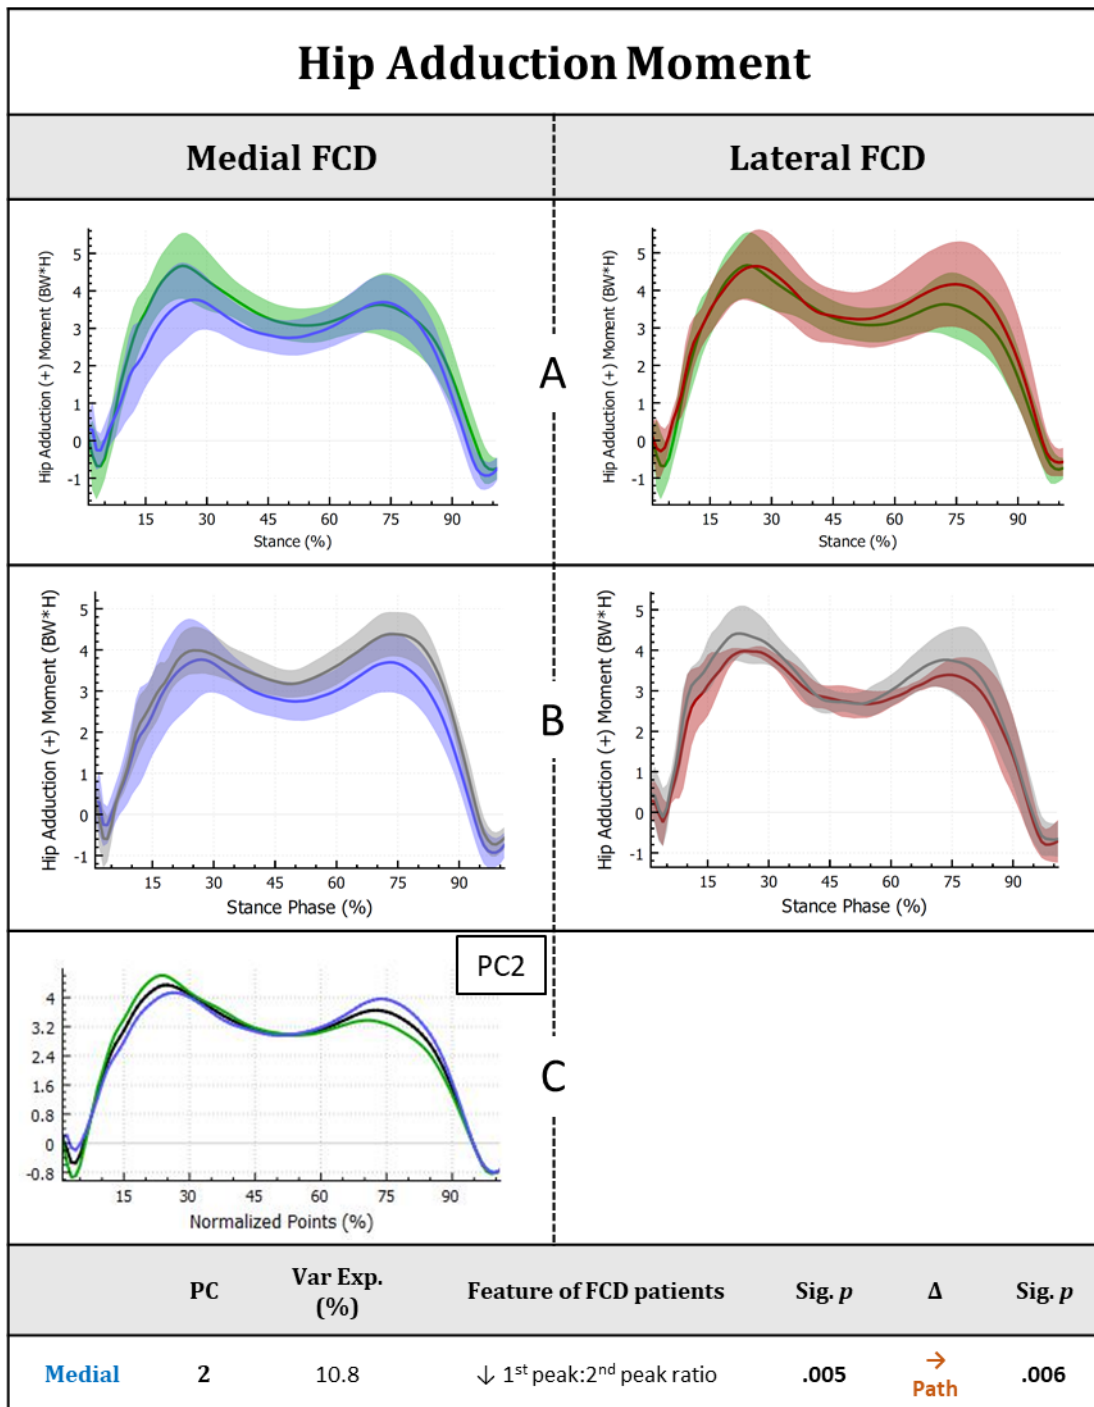 Hip Adduction Moment
Medial FCD
Lateral FCD
Hip Adduction (+) Moment (BW*H)
5
4
3
2
1
0
-1
15 30 45 60 75 90
Stance (%)
A
Hip Adduction (+) Moment (BW*H)
5
4
3
2
1
0
-1
15 30 45 60 75 90
Stance (%)
Hip Adduction (+) Moment (BW*H)
5
4
3
2
1
0
-1
15 30 45 60 75 90
Stance Phase (%)
B
Hip Adduction (+) Moment (BW*H)
5
4
3
2
1
0
-1
15 30 45 60 75 90
Stance Phase (%)
PC2
4
3.2
2.4
1.6
0.8
0
-0.8
15 30 45 60 75 90
Normalized Points (%)
C
PC
Var Exp.
(%)
Feature of FCD patients
Sig. p
Δ
Sig. p
Medial 2 10.8 ↓ 1st peak:2nd peak ratio .005 → .006
Path